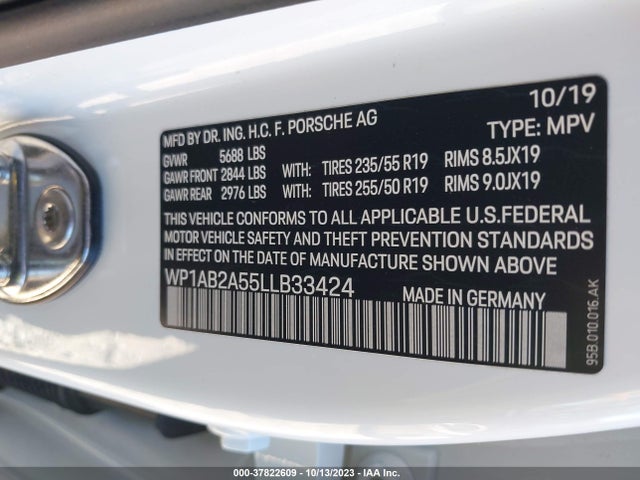 10/19
MFD BY DR. ING. H.C. F. PORSCHE AG
TYPE: MPV
GVWR 5688 LBS
GAWR FRONT 2844 LBS WITH: TIRES 235/55 R19 RIMS 8.5JX19
GAWR REAR 2976 LBS WITH: TIRES 255/50 R19 RIMS 9.0JX19
THIS VEHICLE CONFORMS TO ALL APPLICABLE U.S.FEDERAL
MOTOR VEHICLE SAFETY AND THEFT PREVENTION STANDARDS
IN EFFECT ON THE DATE OF MANUFACTURE SHOWN ABOVE.
WP1AB2A55LLB33424
MADE IN GERMANY
95B.010.016.AK
000-37822609 - 10/13/2023 - IAA Inc.